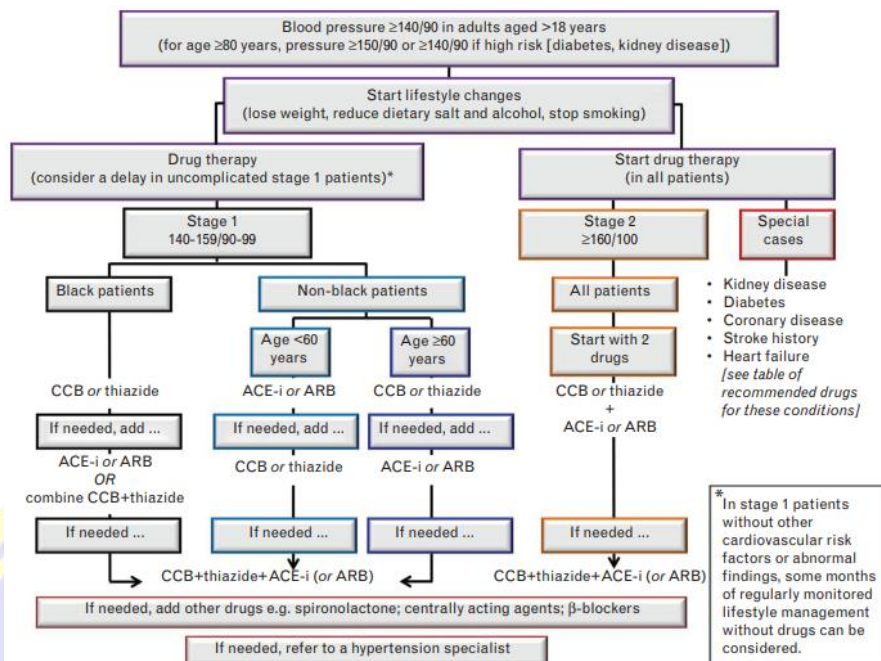 Blood pressure ≥140/90 in adults aged >18 years
(for age ≥80 years, pressure ≥150/90 or ≥140/90 if high risk [diabetes, kidney disease])
Start lifestyle changes
(lose weight, reduce dietary salt and alcohol, stop smoking)
Drug therapy
(consider a delay in uncomplicated stage 1 patients)*
Start drug therapy
(in all patients)
Stage 1
140-159/90-99
Stage 2
≥160/100
Special
cases
Black patients
Non-black patients
All patients
• Kidney disease
• Diabetes
• Coronary disease
• Stroke history
• Heart failure
[see table of
recommended drugs
for these conditions]
Age <60
years
Age ≥60
years
Start with 2
drugs
CCB or thiazide
ACE-i or ARB
CCB or thiazide
CCB or thiazide
+
ACE-i or ARB
If needed, add ...
If needed, add ...
If needed, add ...
ACE-i or ARB
OR
combine CCB+thiazide
CCB or thiazide
ACE-i or ARB
If needed ...
If needed ...
If needed ...
If needed ...
CCB+thiazide+ACE-i (or ARB)
CCB+thiazide+ACE-i (or ARB)
If needed, add other drugs e.g. spironolactone; centrally acting agents; β-blockers
If needed, refer to a hypertension specialist
*
In stage 1 patients
without other
cardiovascular risk
factors or abnormal
findings, some months
of regularly monitored
lifestyle management
without drugs can be
considered.